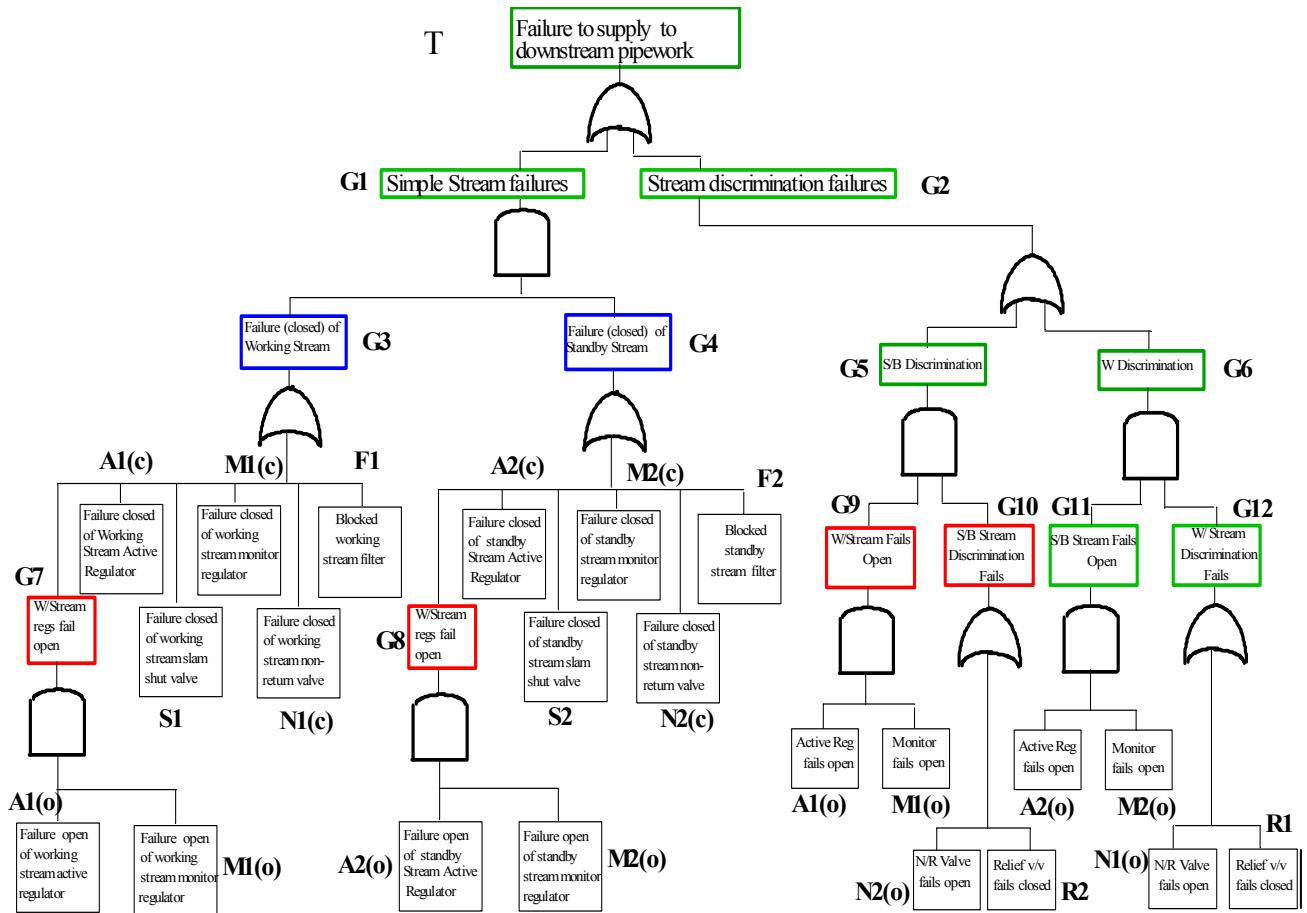 T
Failure to supply to
downstream pipework
G1
Simple Stream failures
Stream discrimination failures
G2
Failure (closed) of
Working Stream
G3
Failure (closed) of
Standby Stream
G4
G5
S/B Discrimination
W Discrimination
G6
A1(c)
M1(c)
F1
A2(c)
M2(c)
F2
Failure closed
of Working
Stream Active
Regulator
Failure closed
of working
stream monitor
regulator
Blocked
working
stream filter
Failure closed
of standby
Stream Active
Regulator
Failure closed
of standby
stream monitor
regulator
Blocked
standby
stream filter
G9
W/Stream Fails
Open
G10
S/B Stream
Discrimination
Fails
G11
S/B Stream Fails
Open
G12
W/ Stream
Discrimination
Fails
G7
W/Stream
regs fail
open
Failure closed
of working
stream slam
shut valve
S1
Failure closed
of working
stream non-
return valve
N1(c)
G8
W/Stream
regs fail
open
Failure closed
of standby
stream slam
shut valve
S2
Failure closed
of standby
stream non-
return valve
N2(c)
Active Reg
fails open
A1(o)
Monitor
fails open
M1(o)
Active Reg
fails open
A2(o)
Monitor
fails open
M2(o)
A1(o)
Failure open
of working
stream active
regulator
Failure open
of working
stream monitor
regulator
M1(o)
A2(o)
Failure open
of standby
Stream Active
Regulator
Failure open
of standby
stream monitor
regulator
M2(o)
N2(o)
N/R Valve
fails open
Relief v/v
fails closed
R2
N1(o)
N/R Valve
fails open
R1
Relief v/v
fails closed